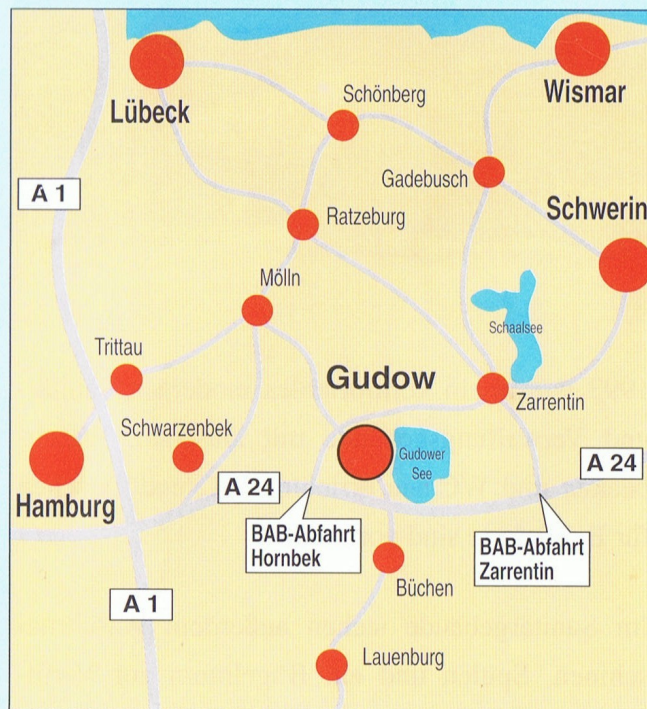 Lübeck
Wismar
Schönberg
Gadebusch
A 1
Schwerin
Ratzeburg
Mölln
Schaalsee
Trittau
Gudow
Zarrentin
Schwarzenbek
Gudower
See
A 24
A 24
Hamburg
BAB-Abfahrt
Hornbek
BAB-Abfahrt
Zarrentin
Büchen
A 1
Lauenburg